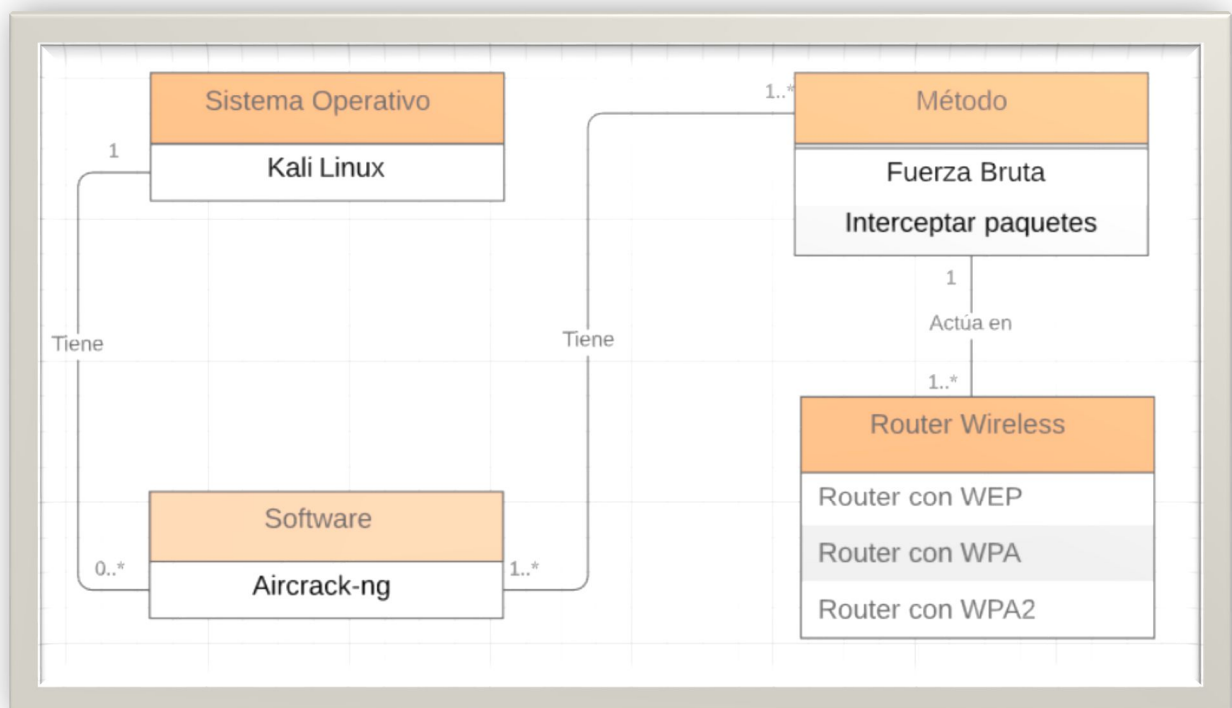 Sistema Operativo
Kali Linux
1
Tiene
0..*
Software
Aircrack-ng
1..*
Tiene
1..*
Método
Fuerza Bruta
Interceptar paquetes
1
Actúa en
1..*
Router Wireless
Router con WEP
Router con WPA
Router con WPA2